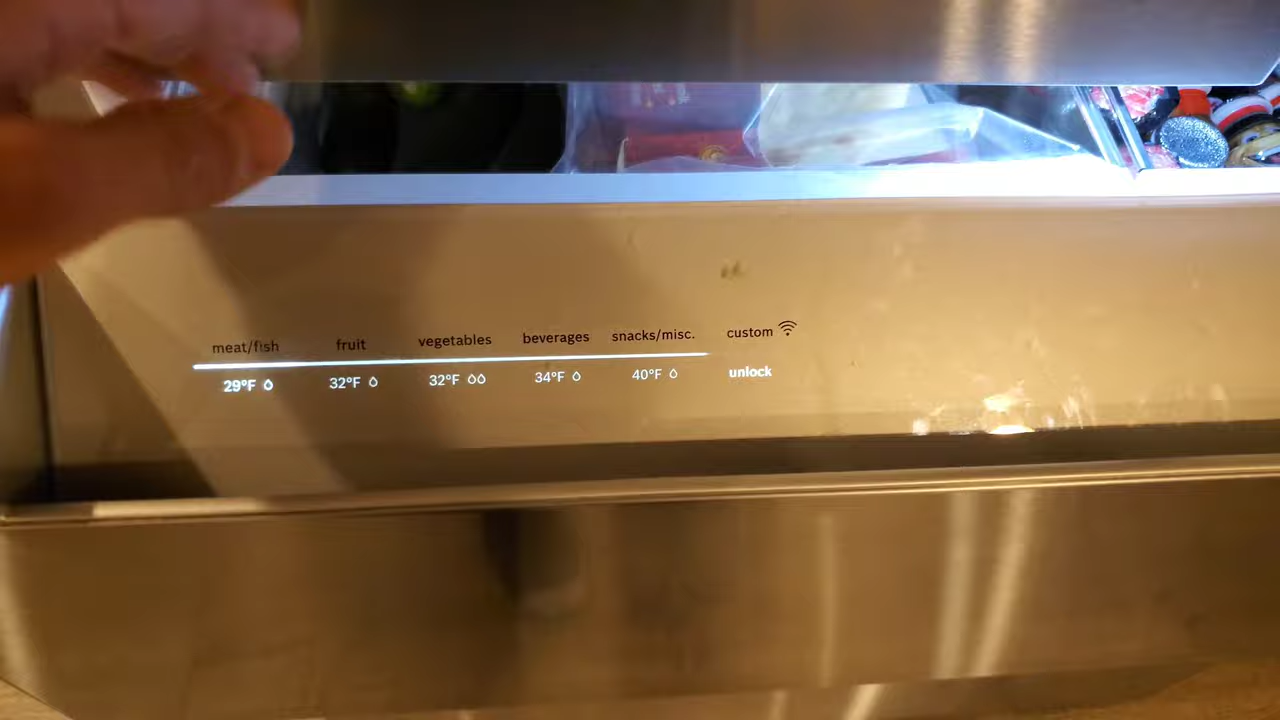 meat/fish fruit vegetables beverages snacks/misc. custom
29°F 32°F 32°F 34°F 40°F unlock